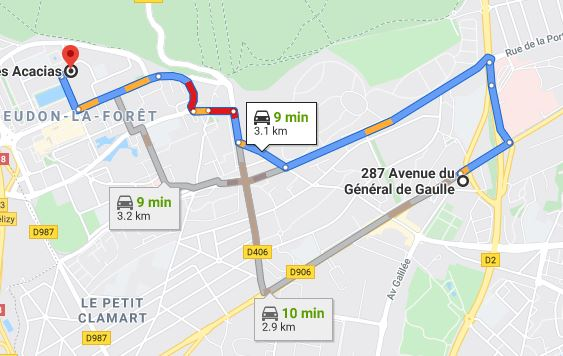 Rue de la Por
es Acacias
EUDON-LA-FORÊT
9 min
3.1 km
287 Avenue du
Général de Gaulle
9 min
3.2 km
D987
D406
D906
D2
Av Galilée
LE PETIT
CLAMART
10 min
2.9 km
D987
8
élizy